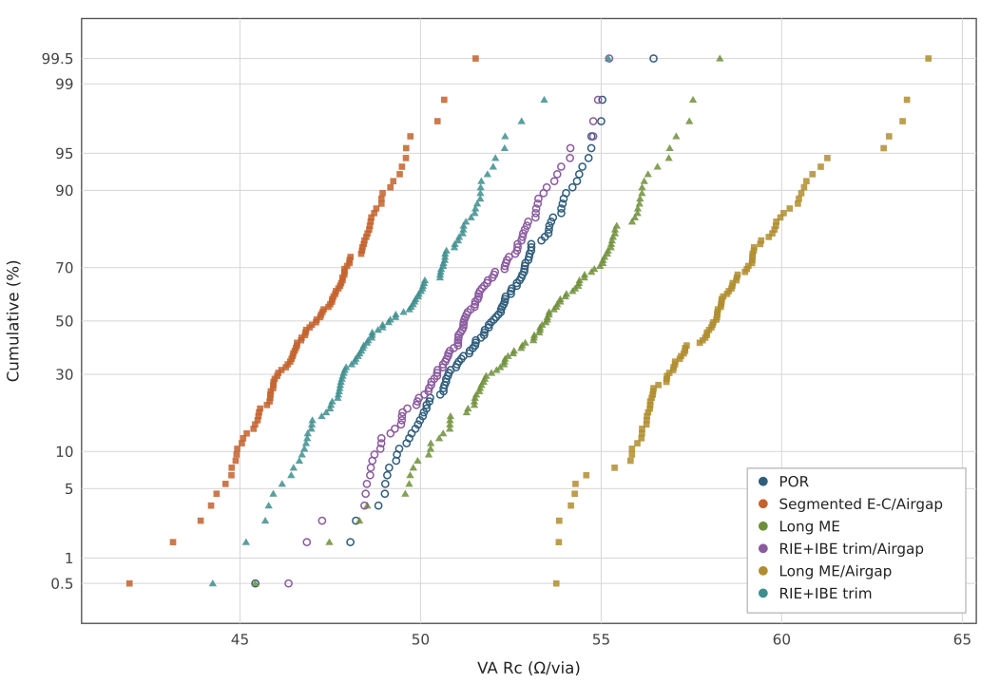 99.5
99
95
90
70
50
30
10
5
1
0.5
Cumulative (%)
45
50
55
60
65
VA Rc (Ω/via)
POR
Segmented E-C/Airgap
Long ME
RIE+IBE trim/Airgap
Long ME/Airgap
RIE+IBE trim